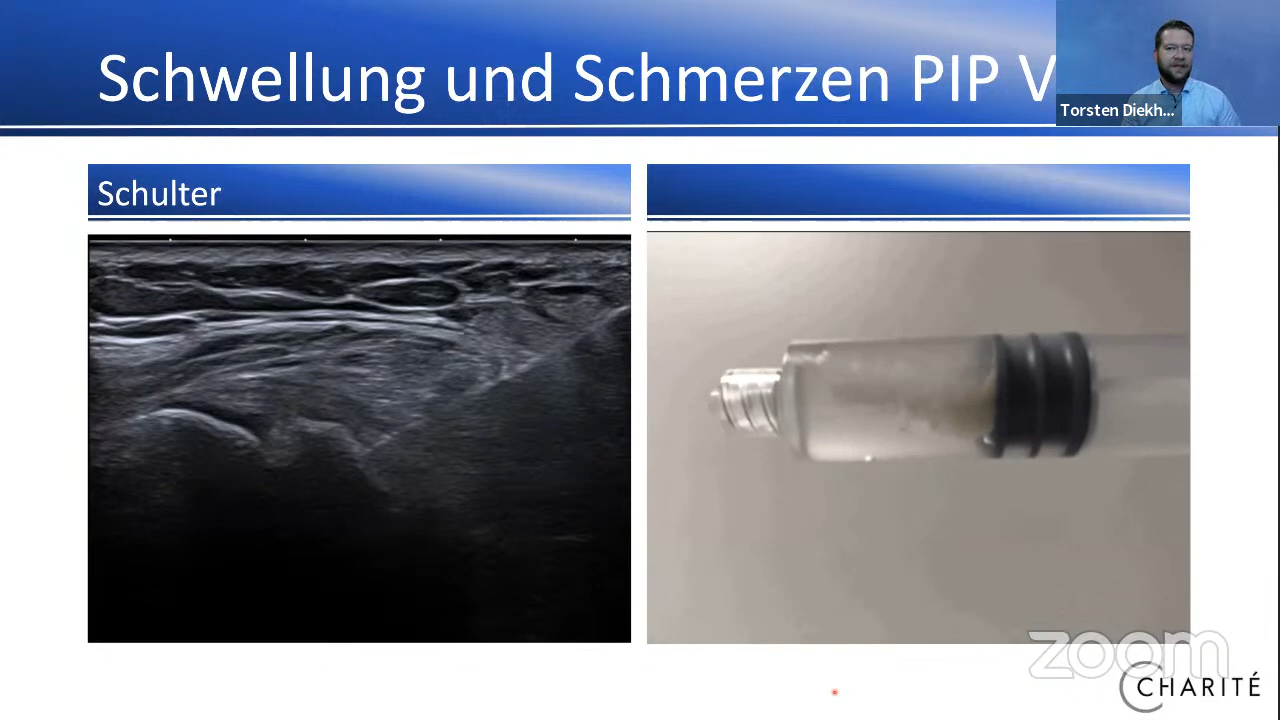 Schwellung und Schmerzen PIP V
Torsten Diekh...
Schulter
zoom
CHARITÉ